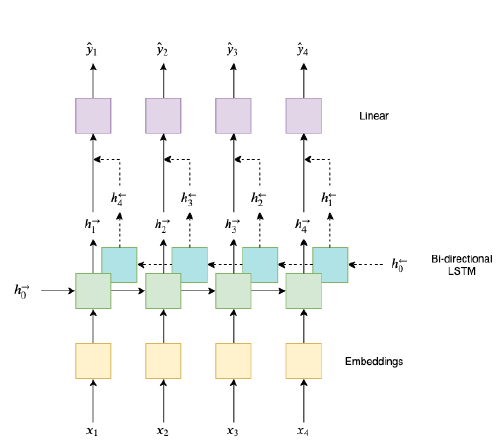 ŷ₁ ŷ₂ ŷ₃ ŷ₄
Linear
h₄← h₃← h₂← h₁←
h₁→ h₂→ h₃→ h₄→
h₀←
Bi-directional
LSTM
h₀→
Embeddings
x₁ x₂ x₃ x₄